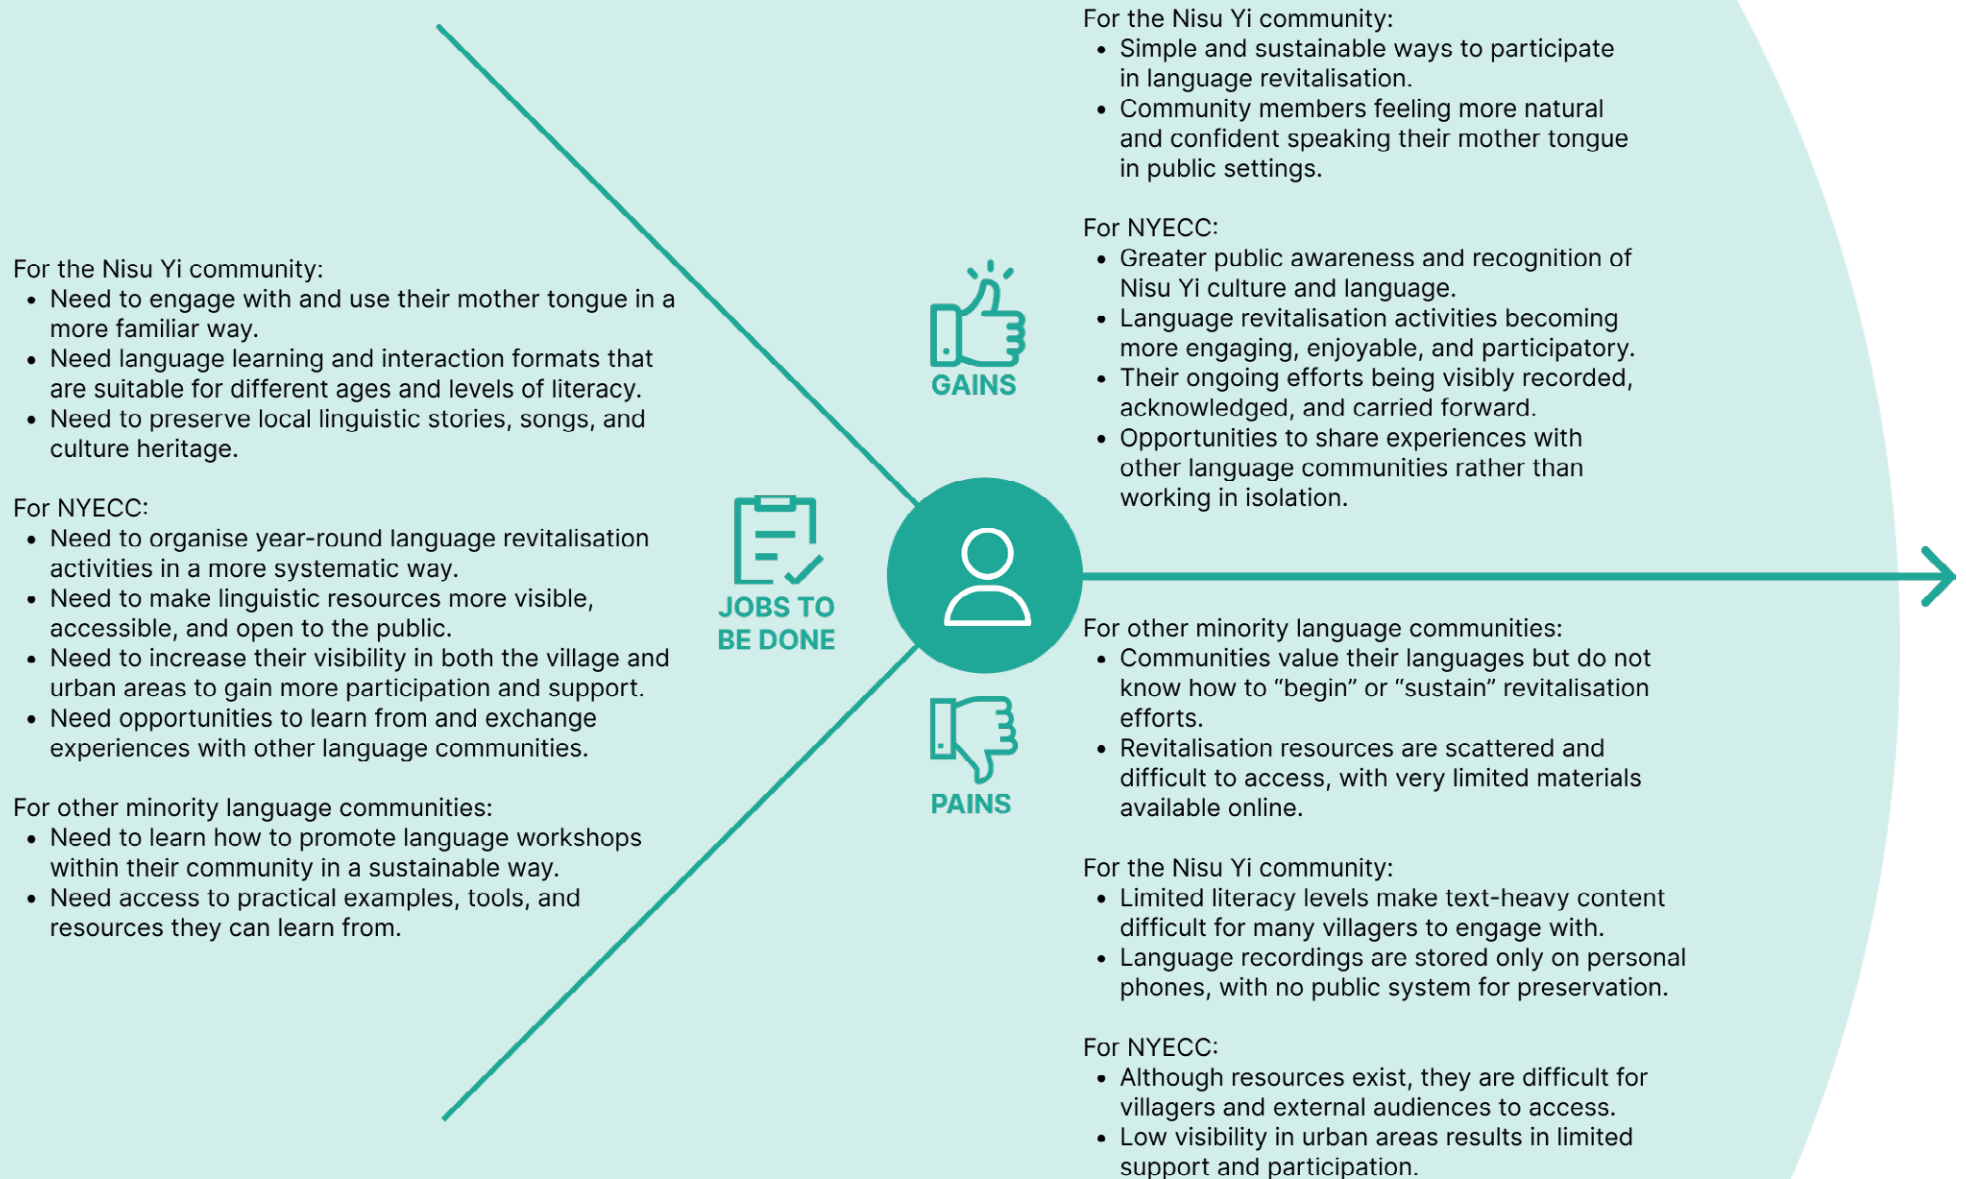 For the Nisu Yi community:
• Need to engage with and use their mother tongue in a
more familiar way.
• Need language learning and interaction formats that
are suitable for different ages and levels of literacy.
• Need to preserve local linguistic stories, songs, and
culture heritage.
For NYECC:
• Need to organise year-round language revitalisation
activities in a more systematic way.
• Need to make linguistic resources more visible,
accessible, and open to the public.
• Need to increase their visibility in both the village and
urban areas to gain more participation and support.
• Need opportunities to learn from and exchange
experiences with other language communities.
For other minority language communities:
• Need to learn how to promote language workshops
within their community in a sustainable way.
• Need access to practical examples, tools, and
resources they can learn from.
JOBS TO
BE DONE
GAINS
For the Nisu Yi community:
• Simple and sustainable ways to participate
in language revitalisation.
• Community members feeling more natural
and confident speaking their mother tongue
in public settings.
For NYECC:
• Greater public awareness and recognition of
Nisu Yi culture and language.
• Language revitalisation activities becoming
more engaging, enjoyable, and participatory.
• Their ongoing efforts being visibly recorded,
acknowledged, and carried forward.
• Opportunities to share experiences with
other language communities rather than
working in isolation.
PAINS
For other minority language communities:
• Communities value their languages but do not
know how to “begin” or “sustain” revitalisation
efforts.
• Revitalisation resources are scattered and
difficult to access, with very limited materials
available online.
For the Nisu Yi community:
• Limited literacy levels make text-heavy content
difficult for many villagers to engage with.
• Language recordings are stored only on personal
phones, with no public system for preservation.
For NYECC:
• Although resources exist, they are difficult for
villagers and external audiences to access.
• Low visibility in urban areas results in limited
support and participation.